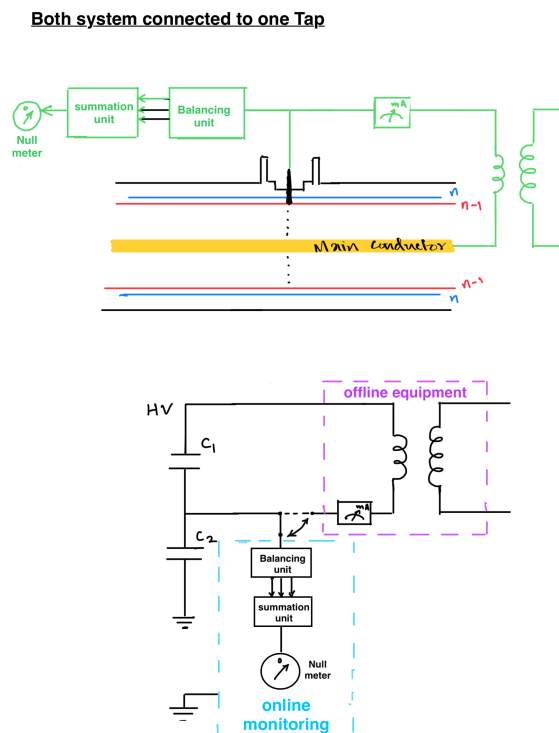 Both system connected to one Tap
mA
summation
unit
Balancing
unit
Null
meter
n
n-1
Main conductor
n-1
n
offline equipment
HV
C1
mA
C2
Balancing
unit
summation
unit
Null
meter
online
monitoring